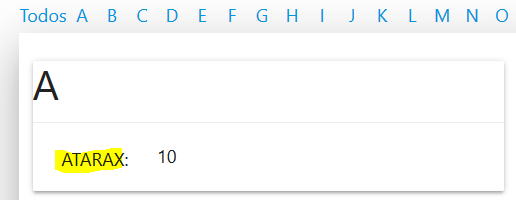 Todos A B C D E F G H I J K L M N O
A
ATARAX: 10